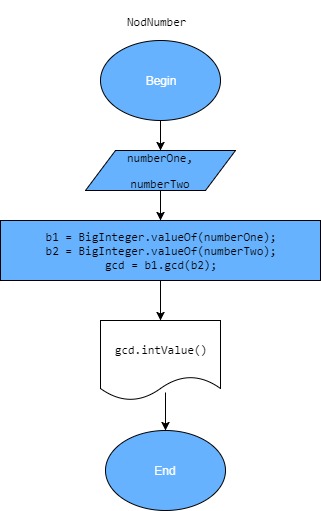 NodNumber
Begin
numberOne,
numberTwo
b1 = BigInteger.valueOf(numberOne);
b2 = BigInteger.valueOf(numberTwo);
gcd = b1.gcd(b2);
gcd.intValue()
End